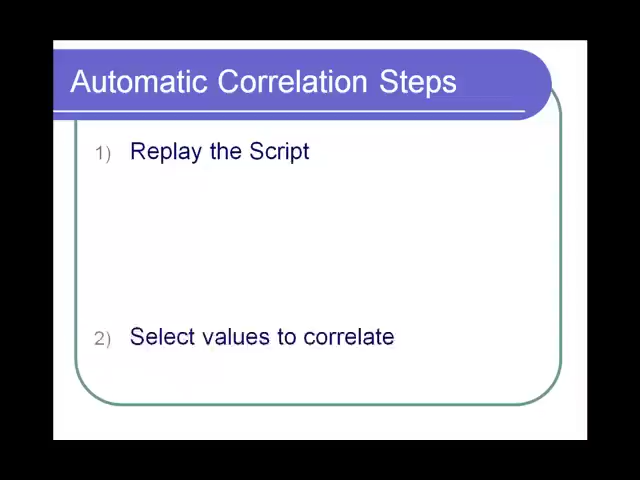 Automatic Correlation Steps
1) Replay the Script
2) Select values to correlate